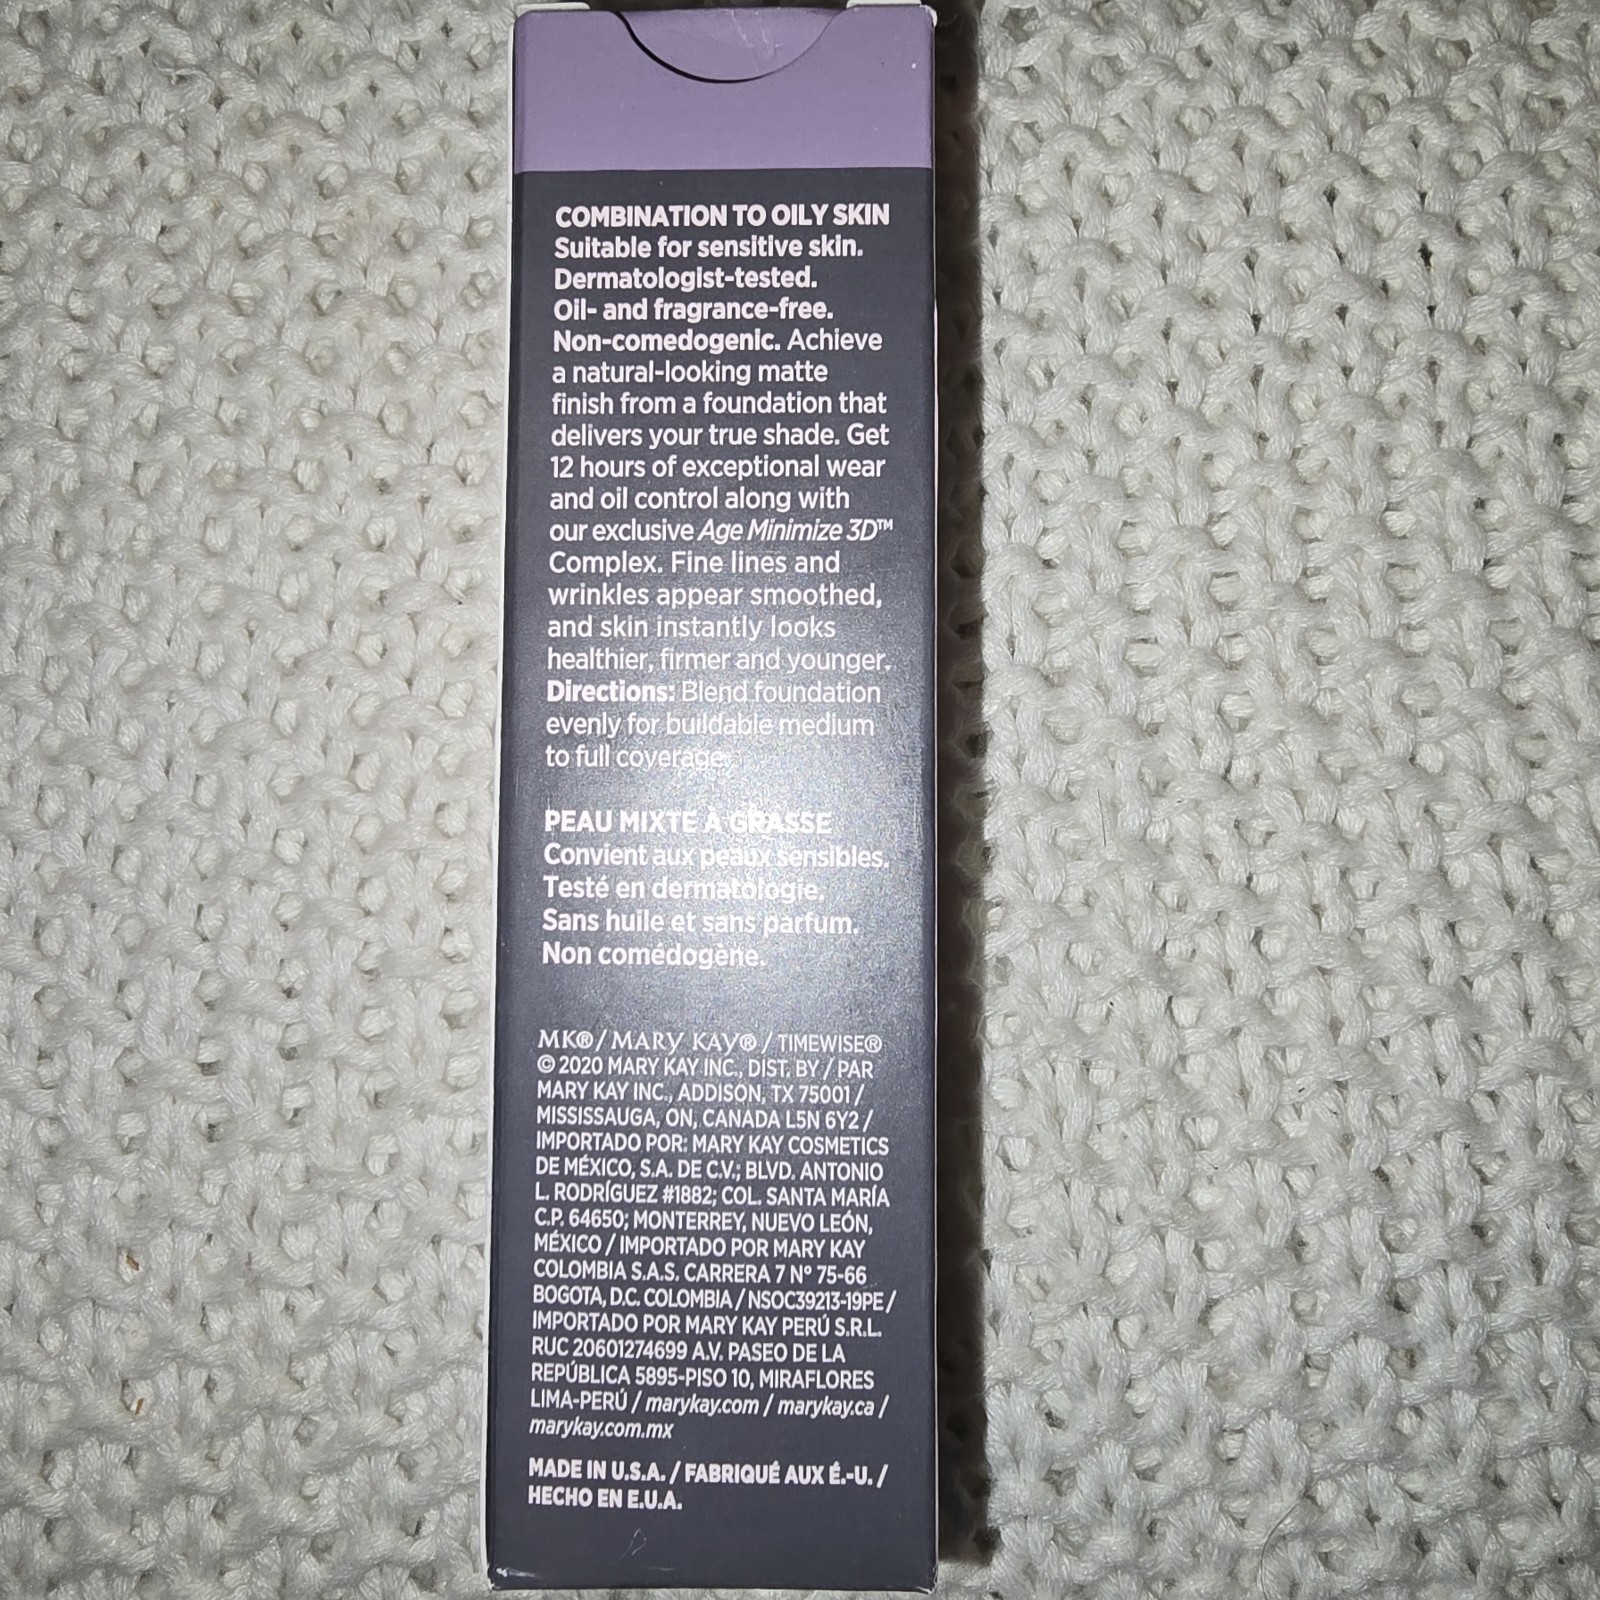 COMBINATION TO OILY SKIN
Suitable for sensitive skin.
Dermatologist-tested.
Oil- and fragrance-free.
Non-comedogenic. Achieve
a natural-looking matte
finish from a foundation that
delivers your true shade. Get
12 hours of exceptional wear
and oil control along with
our exclusive Age Minimize 3D™
Complex. Fine lines and
wrinkles appear smoothed,
and skin instantly looks
healthier, firmer and younger.
Directions: Blend foundation
evenly for buildable medium
to full coverage.
PEAU MIXTE À GRASSE
Convient aux peaux sensibles.
Testé en dermatologie.
Sans huile et sans parfum.
Non comédogène.
MK® / MARY KAY® / TIMEWISE®
© 2020 MARY KAY INC., DIST. BY / PAR
MARY KAY INC., ADDISON, TX 75001 /
MISSISSAUGA, ON, CANADA L5N 6Y2 /
IMPORTADO POR: MARY KAY COSMETICS
DE MÉXICO, S.A. DE C.V.; BLVD. ANTONIO
L. RODRÍGUEZ #1882; COL. SANTA MARÍA
C.P. 64650; MONTERREY, NUEVO LEÓN,
MÉXICO / IMPORTADO POR MARY KAY
COLOMBIA S.A.S. CARRERA 7 Nº 75-66
BOGOTA, D.C. COLOMBIA / NSOC39213-19PE /
IMPORTADO POR MARY KAY PERÚ S.R.L.
RUC 20601274699 A.V. PASEO DE LA
REPÚBLICA 5895-PISO 10, MIRAFLORES
LIMA-PERÚ / marykay.com / marykay.ca /
marykay.com.mx
MADE IN U.S.A. / FABRIQUÉ AUX É.-U. /
HECHO EN E.U.A.